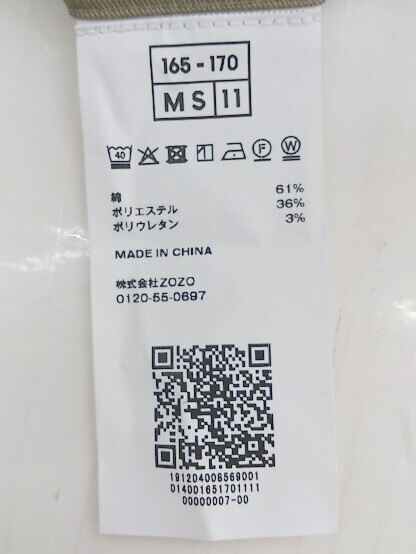 165-170
MS 11
40 F W
綿 61%
ポリエステル 36%
ポリウレタン 3%
MADE IN CHINA
株式会社ZOZO
0120-55-0697
191204008569001
014001651701111
00000007-00